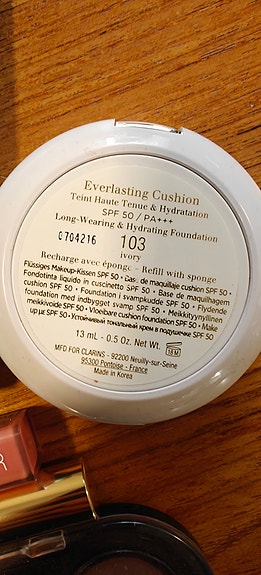 Everlasting Cushion
Teint Haute Tenue & Hydratation
SPF 50 / PA+++
Long-Wearing & Hydrating Foundation
0704216 103
ivory
Recharge avec éponge - Refill with sponge
Flüssiges Makeup-Kissen SPF 50 • Base de maquillaje cushion SPF 50 •
Fondotinta liquido in cuscinetto SPF 50 • Base de maquilhagem
cushion SPF 50 • Foundation i svampkudde SPF 50 • Flydende
foundation med indbygget svamp SPF 50 • Meikkityynyllinen
meikkivoide SPF 50 • Vloeibare cushion foundation SPF 50 • Make
up με SPF 50 • Устойчивый тональный крем в подушечке SPF 50
13 mL - 0.5 Oz. Net Wt. 18 M
MFD FOR CLARINS - 92200 Neuilly-sur-Seine
95300 Pontoise - France
Made in Korea
R